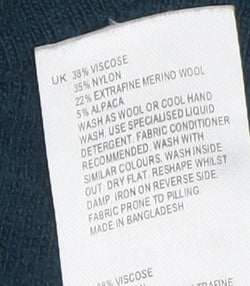 UK 38% VISCOSE
35% NYLON
22% EXTRAFINE MERINO WOOL
5% ALPACA
WASH AS WOOL OR COOL HAND
WASH. USE SPECIALISED LIQUID
DETERGENT. FABRIC CONDITIONER
RECOMMENDED. WASH WITH
SIMILAR COLOURS. WASH INSIDE
OUT. DRY FLAT. RESHAPE WHILST
DAMP. IRON ON REVERSE SIDE.
FABRIC PRONE TO PILLING.
MADE IN BANGLADESH
38% VISCOSE